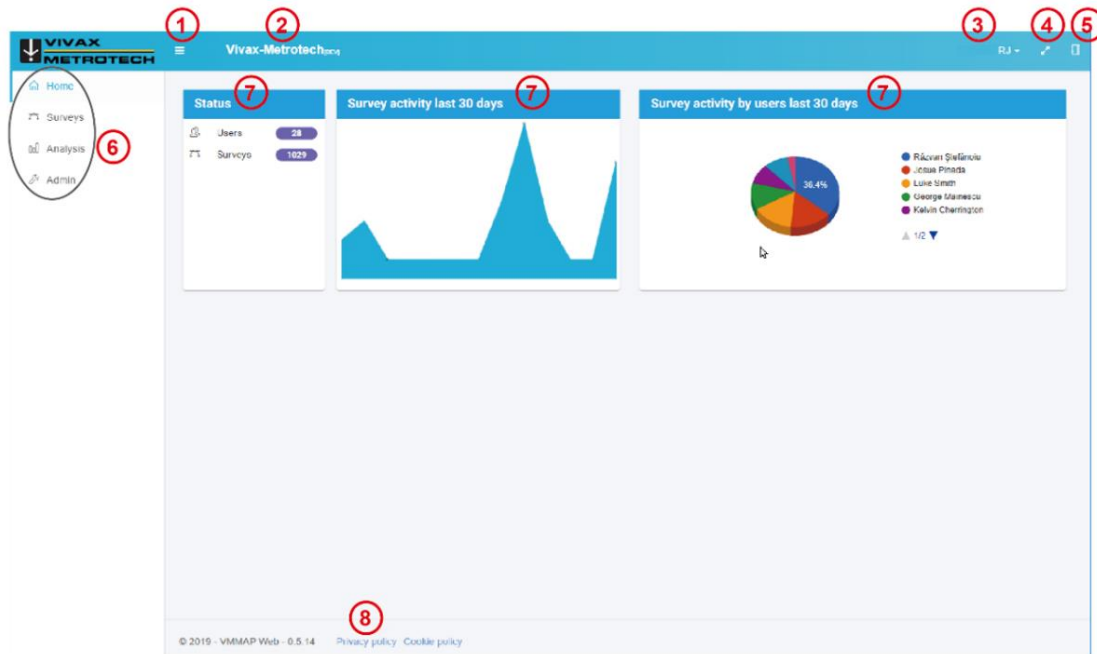 1
2
3
4
5
VIVAX
METROTECH
Vivax-Metrotech
RJ
Home
Surveys
Analysis
Admin
6
Status
7
Users
28
Surveys
1029
Survey activity last 30 days
7
Survey activity by users last 30 days
7
36.4%
Răzvan Ștefănoiu
Josue Pineda
Luke Smith
George Mainescu
Kelvin Cherrington
1/2
8
© 2019 - VMMAP Web - 0.5.14
Privacy policy
Cookie policy